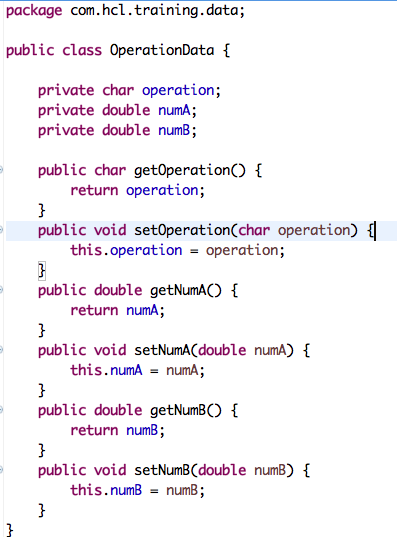 package com.hcl.training.data;
public class OperationData {
private char operation;
private double numA;
private double numB;
public char getOperation() {
return operation;
}
public void setOperation(char operation) {
this.operation = operation;
}
public double getNumA() {
return numA;
}
public void setNumA(double numA) {
this.numA = numA;
}
public double getNumB() {
return numB;
}
public void setNumB(double numB) {
this.numB = numB;
}
}